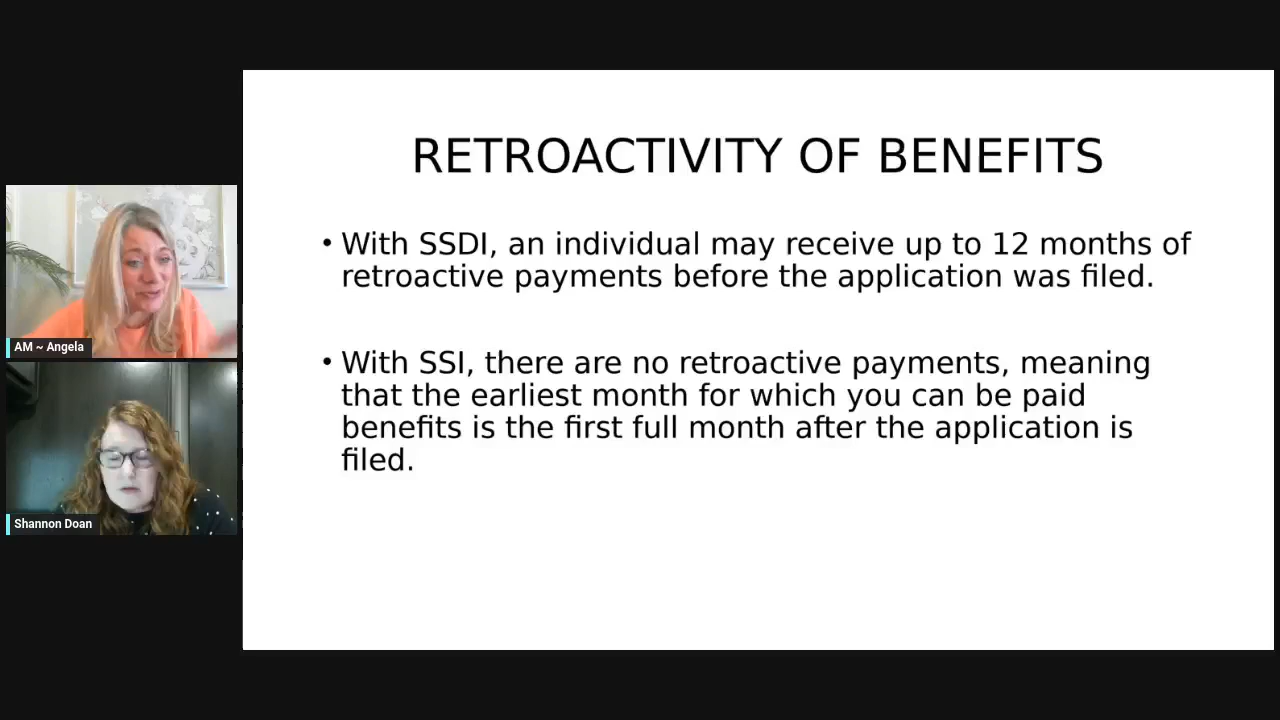 RETROACTIVITY OF BENEFITS
• With SSDI, an individual may receive up to 12 months of
retroactive payments before the application was filed.
• With SSI, there are no retroactive payments, meaning
that the earliest month for which you can be paid
benefits is the first full month after the application is
filed.
AM ~ Angela
Shannon Doan